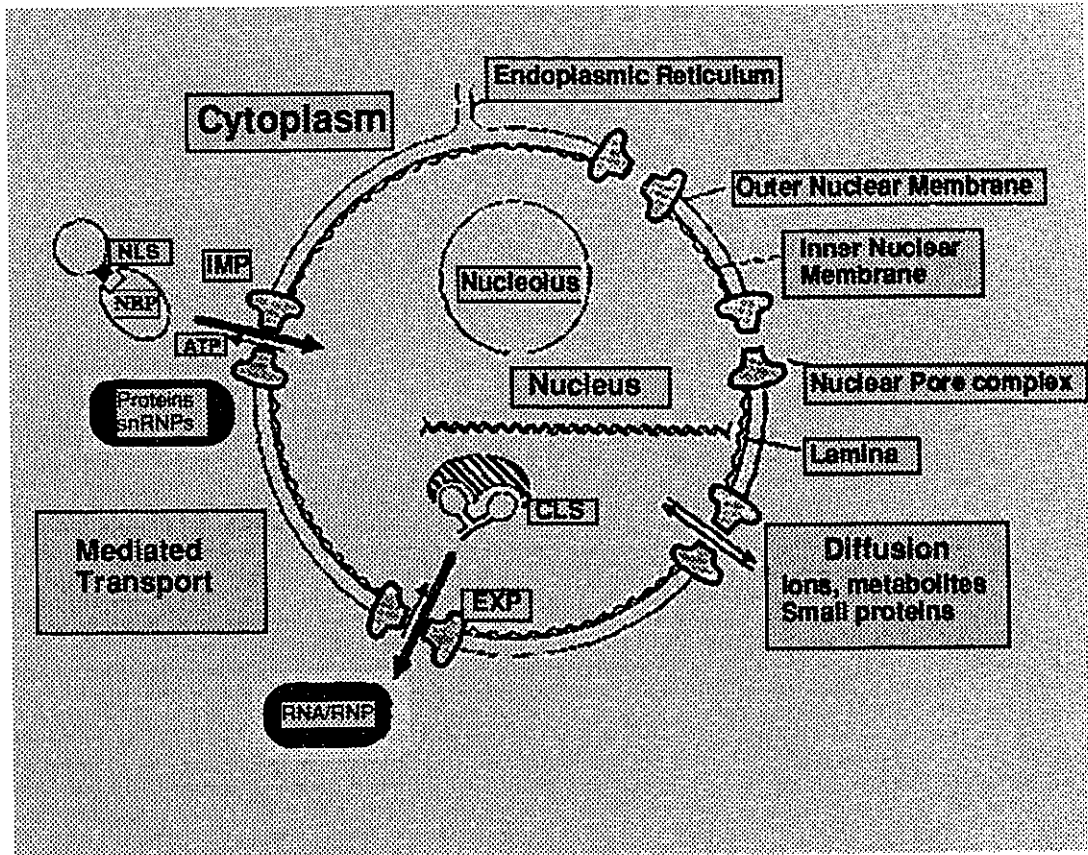 Endoplasmic Reticulum
Cytoplasm
Outer Nuclear Membrane
NLS
IMP
Inner Nuclear
Membrane
Nucleolus
NBP
ATP
Nucleus
Nuclear Pore complex
Proteins
snRNPs
Lamina
CLS
Mediated
Transport
Diffusion
Ions, metabolites
Small proteins
EXP
RNA/RNP